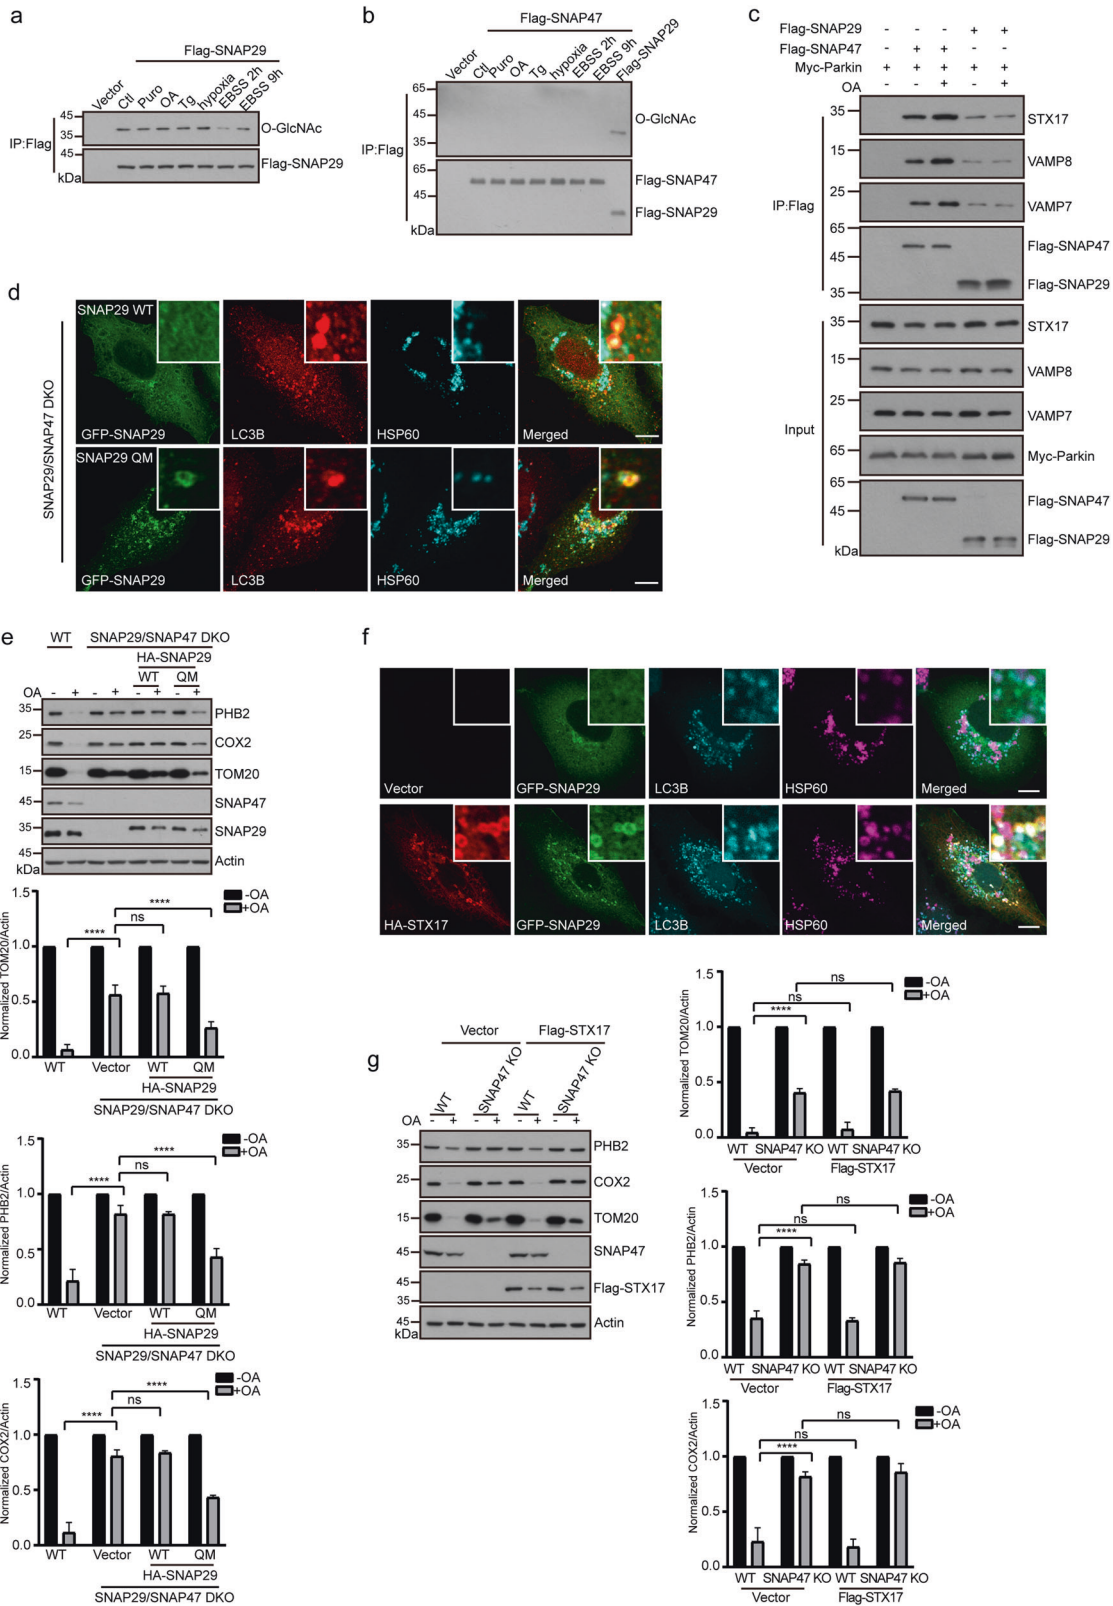 a
Flag-SNAP29
Vector
Ctl
Puro
OA
Tg
hypoxia
EBSS 2h
EBSS 9h
45
35
O-GlcNAc
IP:Flag
45
Flag-SNAP29
35
kDa
b
Flag-SNAP47
Vector
Ctl
Puro
OA
Tg
hypoxia
EBSS 2h
EBSS 9h
Flag-SNAP29
65
O-GlcNAc
45
IP:Flag
65
Flag-SNAP47
45
Flag-SNAP29
kDa
c
Flag-SNAP29 - - - + +
Flag-SNAP47 - + + - -
Myc-Parkin + + + + +
OA - - + - +
IP:Flag
35
STX17
15
VAMP8
25
VAMP7
15
65
Flag-SNAP47
45
Flag-SNAP29
35
Input
35
STX17
15
VAMP8
25
VAMP7
15
65
Myc-Parkin
65
Flag-SNAP47
45
Flag-SNAP29
kDa
d
SNAP29/SNAP47 DKO
SNAP29 WT
GFP-SNAP29
LC3B
HSP60
Merged
SNAP29 QM
GFP-SNAP29
LC3B
HSP60
Merged
e
WT
SNAP29/SNAP47 DKO
HA-SNAP29
WT QM
OA - + - + - + - +
35
PHB2
25
COX2
15
TOM20
45
SNAP47
35
SNAP29
45
Actin
kDa
Normalized TOM20/Actin
1.5
1.0
0.5
0.0
-OA
+OA
****
ns
****
WT Vector WT QM
HA-SNAP29
SNAP29/SNAP47 DKO
Normalized PHB2/Actin
1.5
1.0
0.5
0.0
-OA
+OA
****
ns
****
WT Vector WT QM
HA-SNAP29
SNAP29/SNAP47 DKO
Normalized COX2/Actin
1.5
1.0
0.5
0.0
-OA
+OA
****
ns
****
WT Vector WT QM
HA-SNAP29
SNAP29/SNAP47 DKO
f
Vector
GFP-SNAP29
LC3B
HSP60
Merged
HA-STX17
GFP-SNAP29
LC3B
HSP60
Merged
g
Vector
Flag-STX17
WT
SNAP47 KO
WT
SNAP47 KO
OA - + - + - + - +
35
PHB2
25
COX2
15
TOM20
45
SNAP47
45
Flag-STX17
35
45
Actin
kDa
Normalized TOM20/Actin
1.5
1.0
0.5
0.0
-OA
+OA
ns
ns
****
WT SNAP47 KO WT SNAP47 KO
Vector Flag-STX17
Normalized PHB2/Actin
1.5
1.0
0.5
0.0
-OA
+OA
ns
ns
****
WT SNAP47 KO WT SNAP47 KO
Vector Flag-STX17
Normalized COX2/Actin
1.5
1.0
0.5
0.0
-OA
+OA
ns
ns
****
WT SNAP47 KO WT SNAP47 KO
Vector Flag-STX17